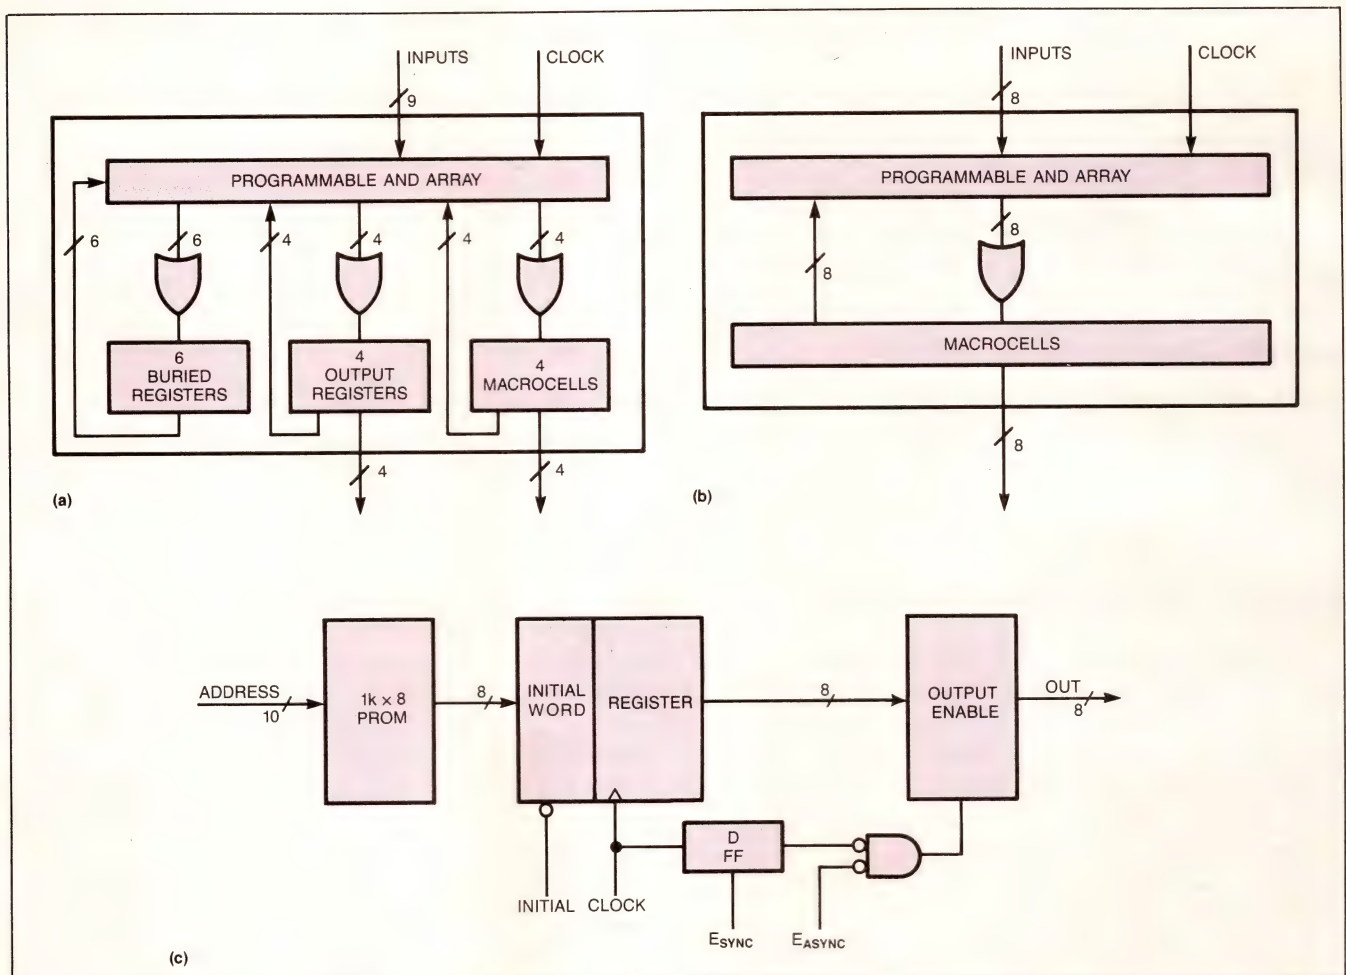 INPUTS
CLOCK
9
PROGRAMMABLE AND ARRAY
6
6
4
4
4
4
6
BURIED
REGISTERS
4
OUTPUT
REGISTERS
4
MACROCELLS
4
4
(a)
INPUTS
CLOCK
8
PROGRAMMABLE AND ARRAY
8
8
MACROCELLS
8
(b)
ADDRESS
10
1k × 8
PROM
8
INITIAL
WORD
REGISTER
8
OUTPUT
ENABLE
OUT
8
D
FF
INITIAL
CLOCK
ESYNC
EASYNC
(c)